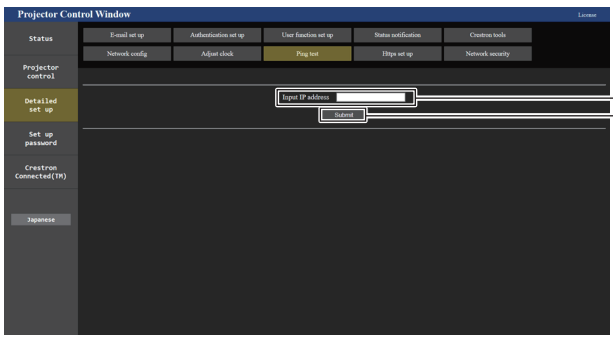 Projector Control Window
License
Status
E-mail set up
Authentication set up
User function set up
Status notification
Crestron tools
Network config
Adjust clock
Ping test
Https set up
Network security
Projector
control
Detailed
set up
Input IP address
Submit
Set up
password
Crestron
Connected(TM)
Japanese